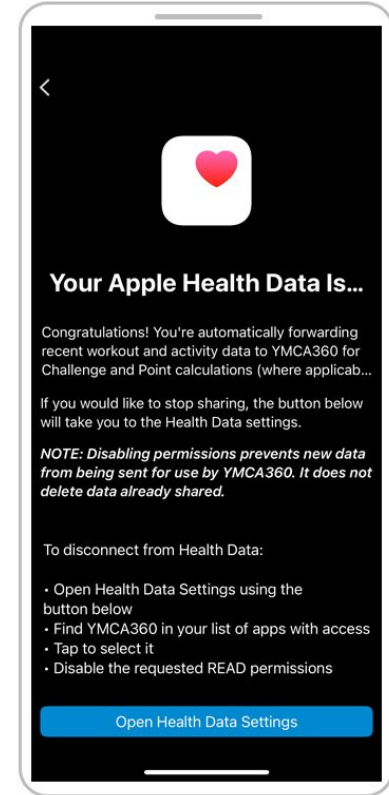 Your Apple Health Data Is...
Congratulations! You're automatically forwarding
recent workout and activity data to YMCA360 for
Challenge and Point calculations (where applicab...
If you would like to stop sharing, the button below
will take you to the Health Data settings.
NOTE: Disabling permissions prevents new data
from being sent for use by YMCA360. It does not
delete data already shared.
To disconnect from Health Data:
• Open Health Data Settings using the
button below
• Find YMCA360 in your list of apps with access
• Tap to select it
• Disable the requested READ permissions
Open Health Data Settings